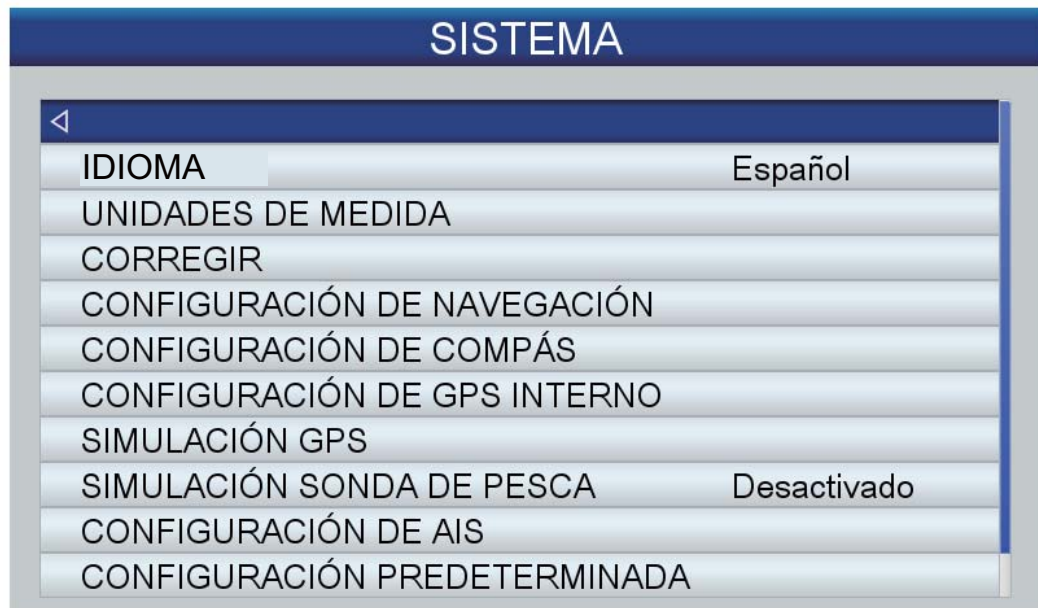 SISTEMA
IDIOMA Español
UNIDADES DE MEDIDA
CORREGIR
CONFIGURACIÓN DE NAVEGACIÓN
CONFIGURACIÓN DE COMPÁS
CONFIGURACIÓN DE GPS INTERNO
SIMULACIÓN GPS
SIMULACIÓN SONDA DE PESCA Desactivado
CONFIGURACIÓN DE AIS
CONFIGURACIÓN PREDETERMINADA